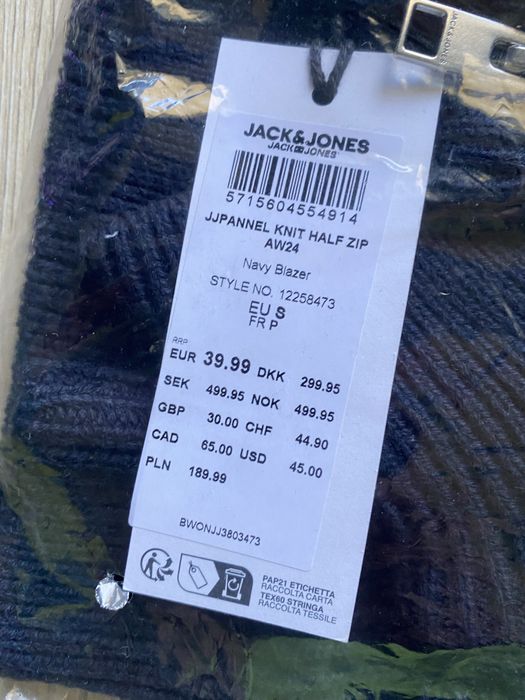 JACK&JONES
JACK&JONES
JACK&JONES
5715604554914
JJPANNEL KNIT HALF ZIP
AW24
Navy Blazer
STYLE NO. 12258473
EU S
FR P
RRP
EUR 39.99 DKK 299.95
SEK 499.95 NOK 499.95
GBP 30.00 CHF 44.90
CAD 65.00 USD 45.00
PLN 189.99
BWONJJ3803473
PAP21 ETICHETTA
RACCOLTA CARTA
TEX60 STRINGA
RACCOLTA TESSILE